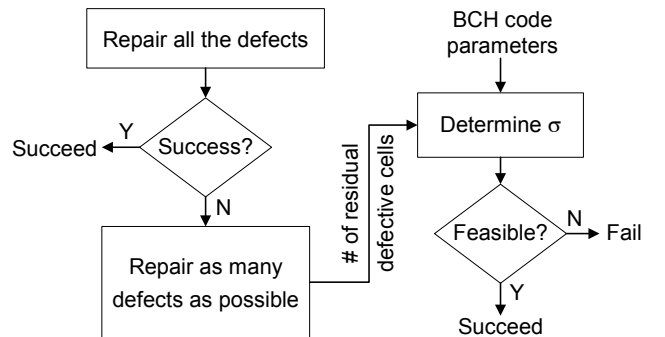 Repair all the defects
Success?
Y
Succeed
N
Repair as many
defects as possible
# of residual
defective cells
BCH code
parameters
Determine σ
Feasible?
N
Fail
Y
Succeed